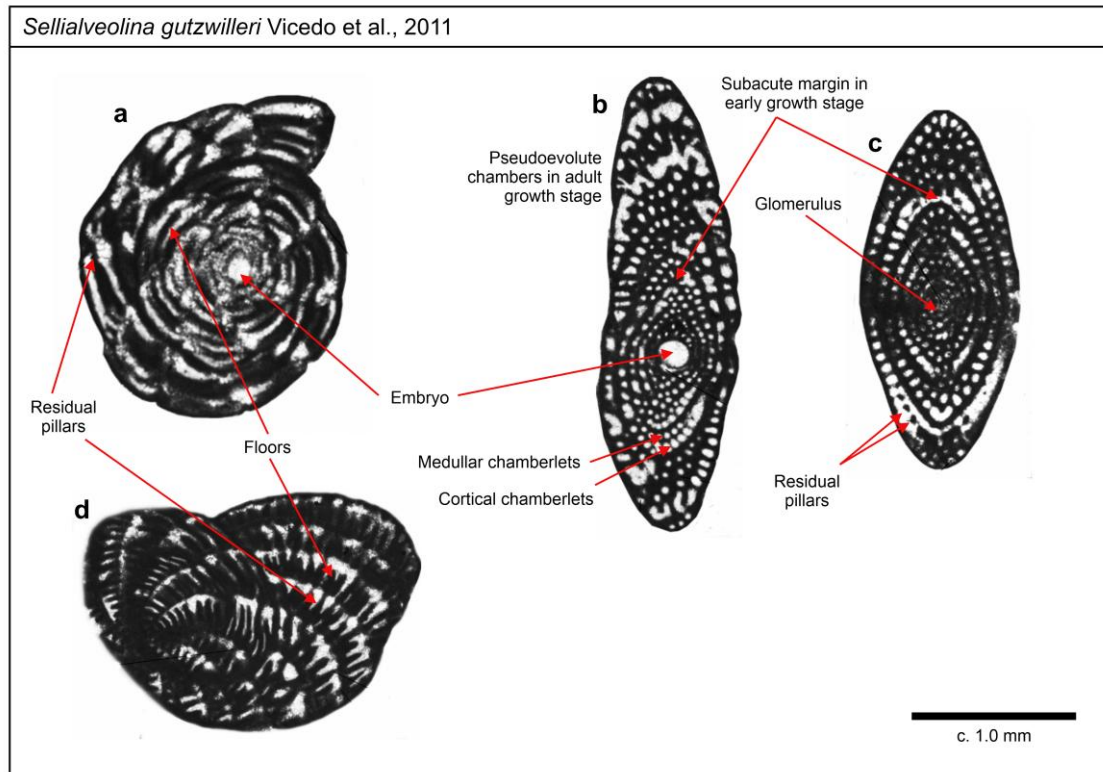 Sellialveolina gutzwilleri Vicedo et al., 2011
a
b
Subacute margin in
early growth stage
c
Pseudoevolute
chambers in adult
growth stage
Glomerulus
Residual
pillars
Embryo
Floors
Medullar chamberlets
Cortical chamberlets
Residual
pillars
d
c. 1.0 mm